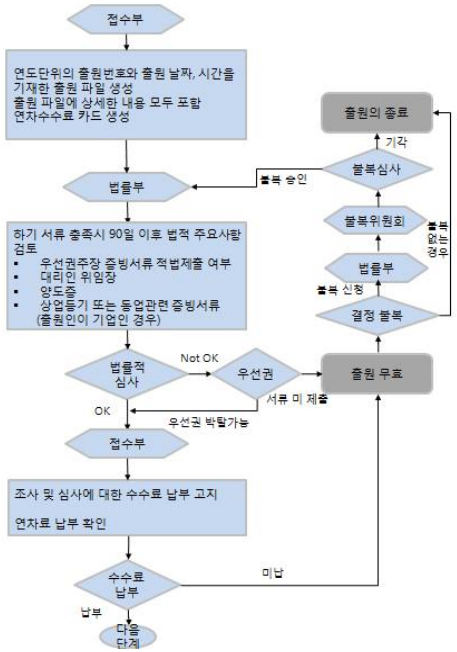 접수부
연도단위의 출원번호와 출원 날짜, 시간을
기재한 출원 파일 생성
출원 파일에 상세한 내용 모두 포함
연차수수료 카드 생성
출원의 종료
기각
불복심사
불복 승인
법률부
불복위원회
불복
없는
경우
하기 서류 충족시 90일 이후 법적 주요사항
검토
▪ 우선권주장 증빙서류 적법제출 여부
▪ 대리인 위임장
▪ 양도증
▪ 상업등기 또는 동업관련 증빙서류
(출원인이 기업인 경우)
법률부
불복 신청
결정 불복
법률적
심사
Not OK
우선권
출원 무효
서류 미 제출
OK
우선권 박탈가능
접수부
조사 및 심사에 대한 수수료 납부 고지
연차료 납부 확인
수수료
납부
미납
납부
다음
단계